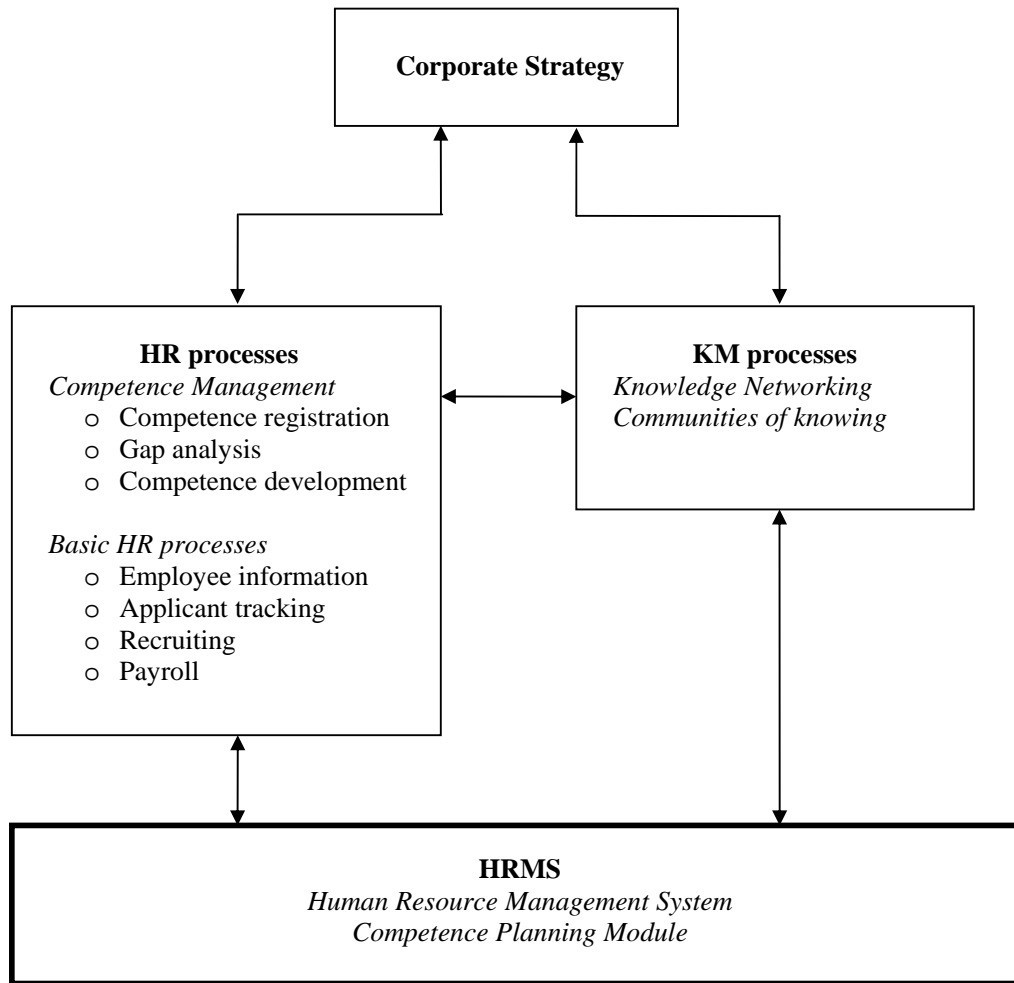 Corporate Strategy
HR processes
Competence Management
o Competence registration
o Gap analysis
o Competence development
Basic HR processes
o Employee information
o Applicant tracking
o Recruiting
o Payroll
KM processes
Knowledge Networking
Communities of knowing
HRMS
Human Resource Management System
Competence Planning Module